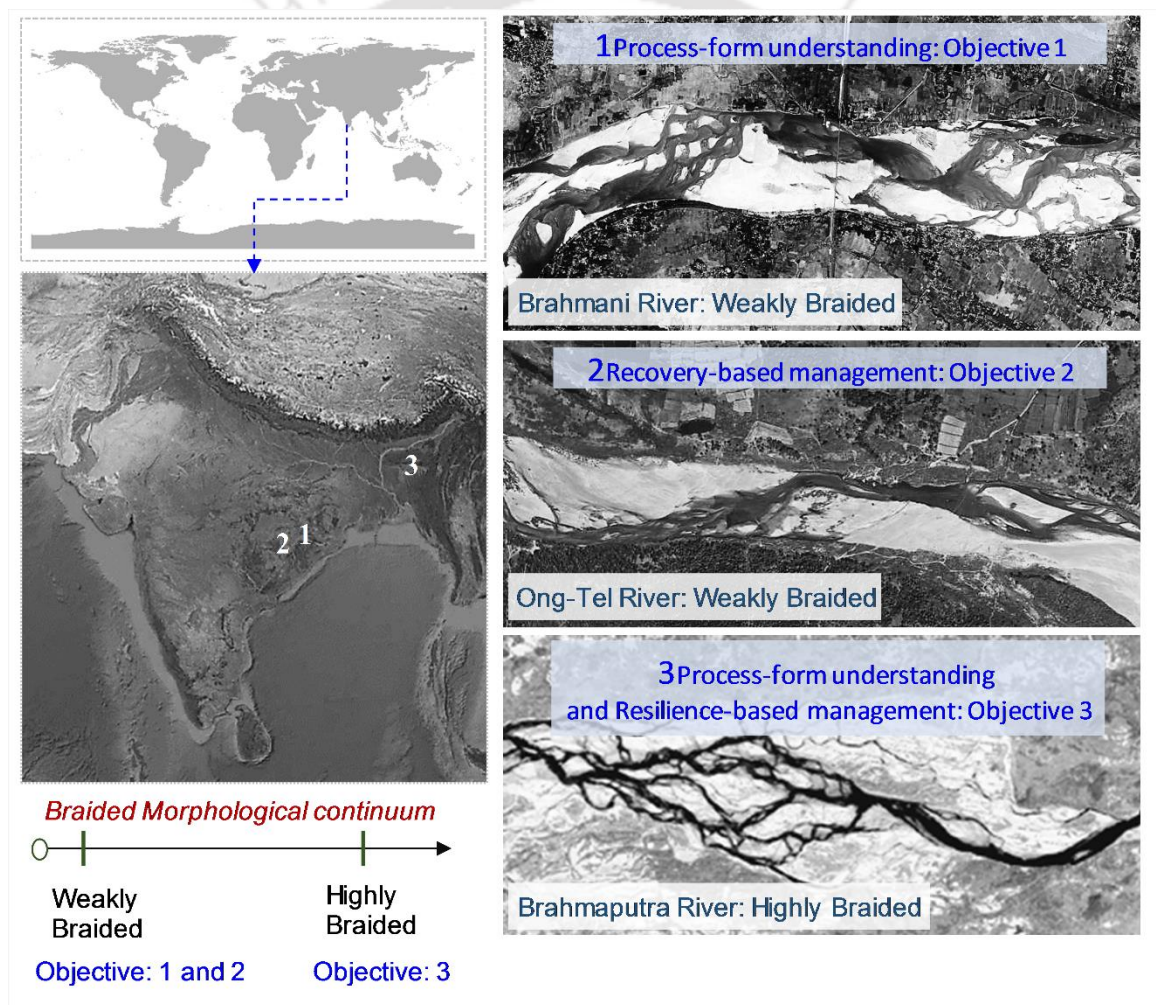 3
1
2
Braided Morphological continuum
Weakly
Braided
Highly
Braided
Objective: 1 and 2
Objective: 3
1Process-form understanding: Objective 1
Brahmani River: Weakly Braided
2Recovery-based management: Objective 2
Ong-Tel River: Weakly Braided
3Process-form understanding
and Resilience-based management: Objective 3
Brahmaputra River: Highly Braided